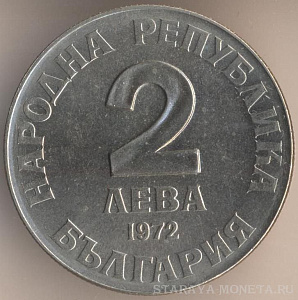 НАРОДНА РЕПУБЛИКА
2
ЛЕВА
1972
БЪЛГАРИЯ
STARAYA-MONETA.RU